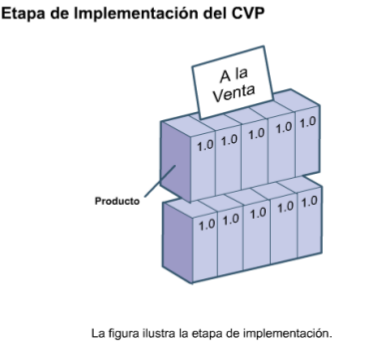 Etapa de Implementación del CVP
A la
Venta
1.0 1.0 1.0 1.0 1.0
Producto
1.0 1.0 1.0 1.0 1.0
La figura ilustra la etapa de implementación.